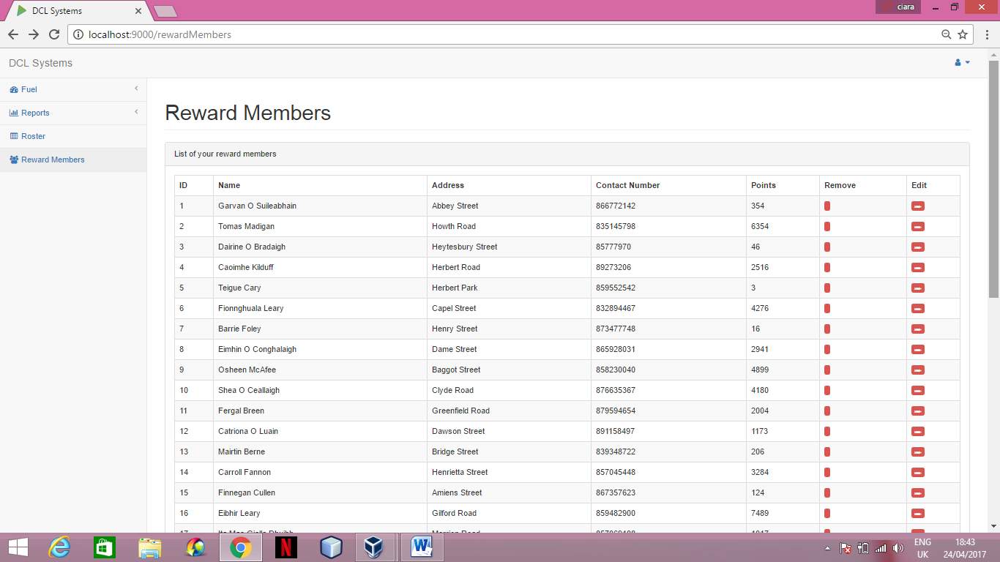 DCL Systems
ciara
localhost:9000/rewardMembers
DCL Systems
Fuel
Reports
Roster
Reward Members
Reward Members
List of your reward members
ID Name Address Contact Number Points Remove Edit
1 Garvan O Suileabhain Abbey Street 866772142 354
2 Tomas Madigan Howth Road 835145798 6354
3 Dairine O Bradaigh Heytesbury Street 85777970 46
4 Caoimhe Kilduff Herbert Road 89273206 2516
5 Teigue Cary Herbert Park 859552542 3
6 Fionnghuala Leary Capel Street 832894467 4276
7 Barrie Foley Henry Street 873477748 16
8 Eimhin O Conghalaigh Dame Street 865928031 2941
9 Osheen McAfee Baggot Street 858230040 4899
10 Shea O Ceallaigh Clyde Road 876635367 4180
11 Fergal Breen Greenfield Road 879594654 2004
12 Catriona O Luain Dawson Street 891158497 1173
13 Mairtin Berne Bridge Street 839348722 206
14 Carroll Fannon Henrietta Street 857045448 3284
15 Finnegan Cullen Amiens Street 867357623 124
16 Eibhir Leary Gilford Road 859482900 7489
ENG 18:43
UK 24/04/2017